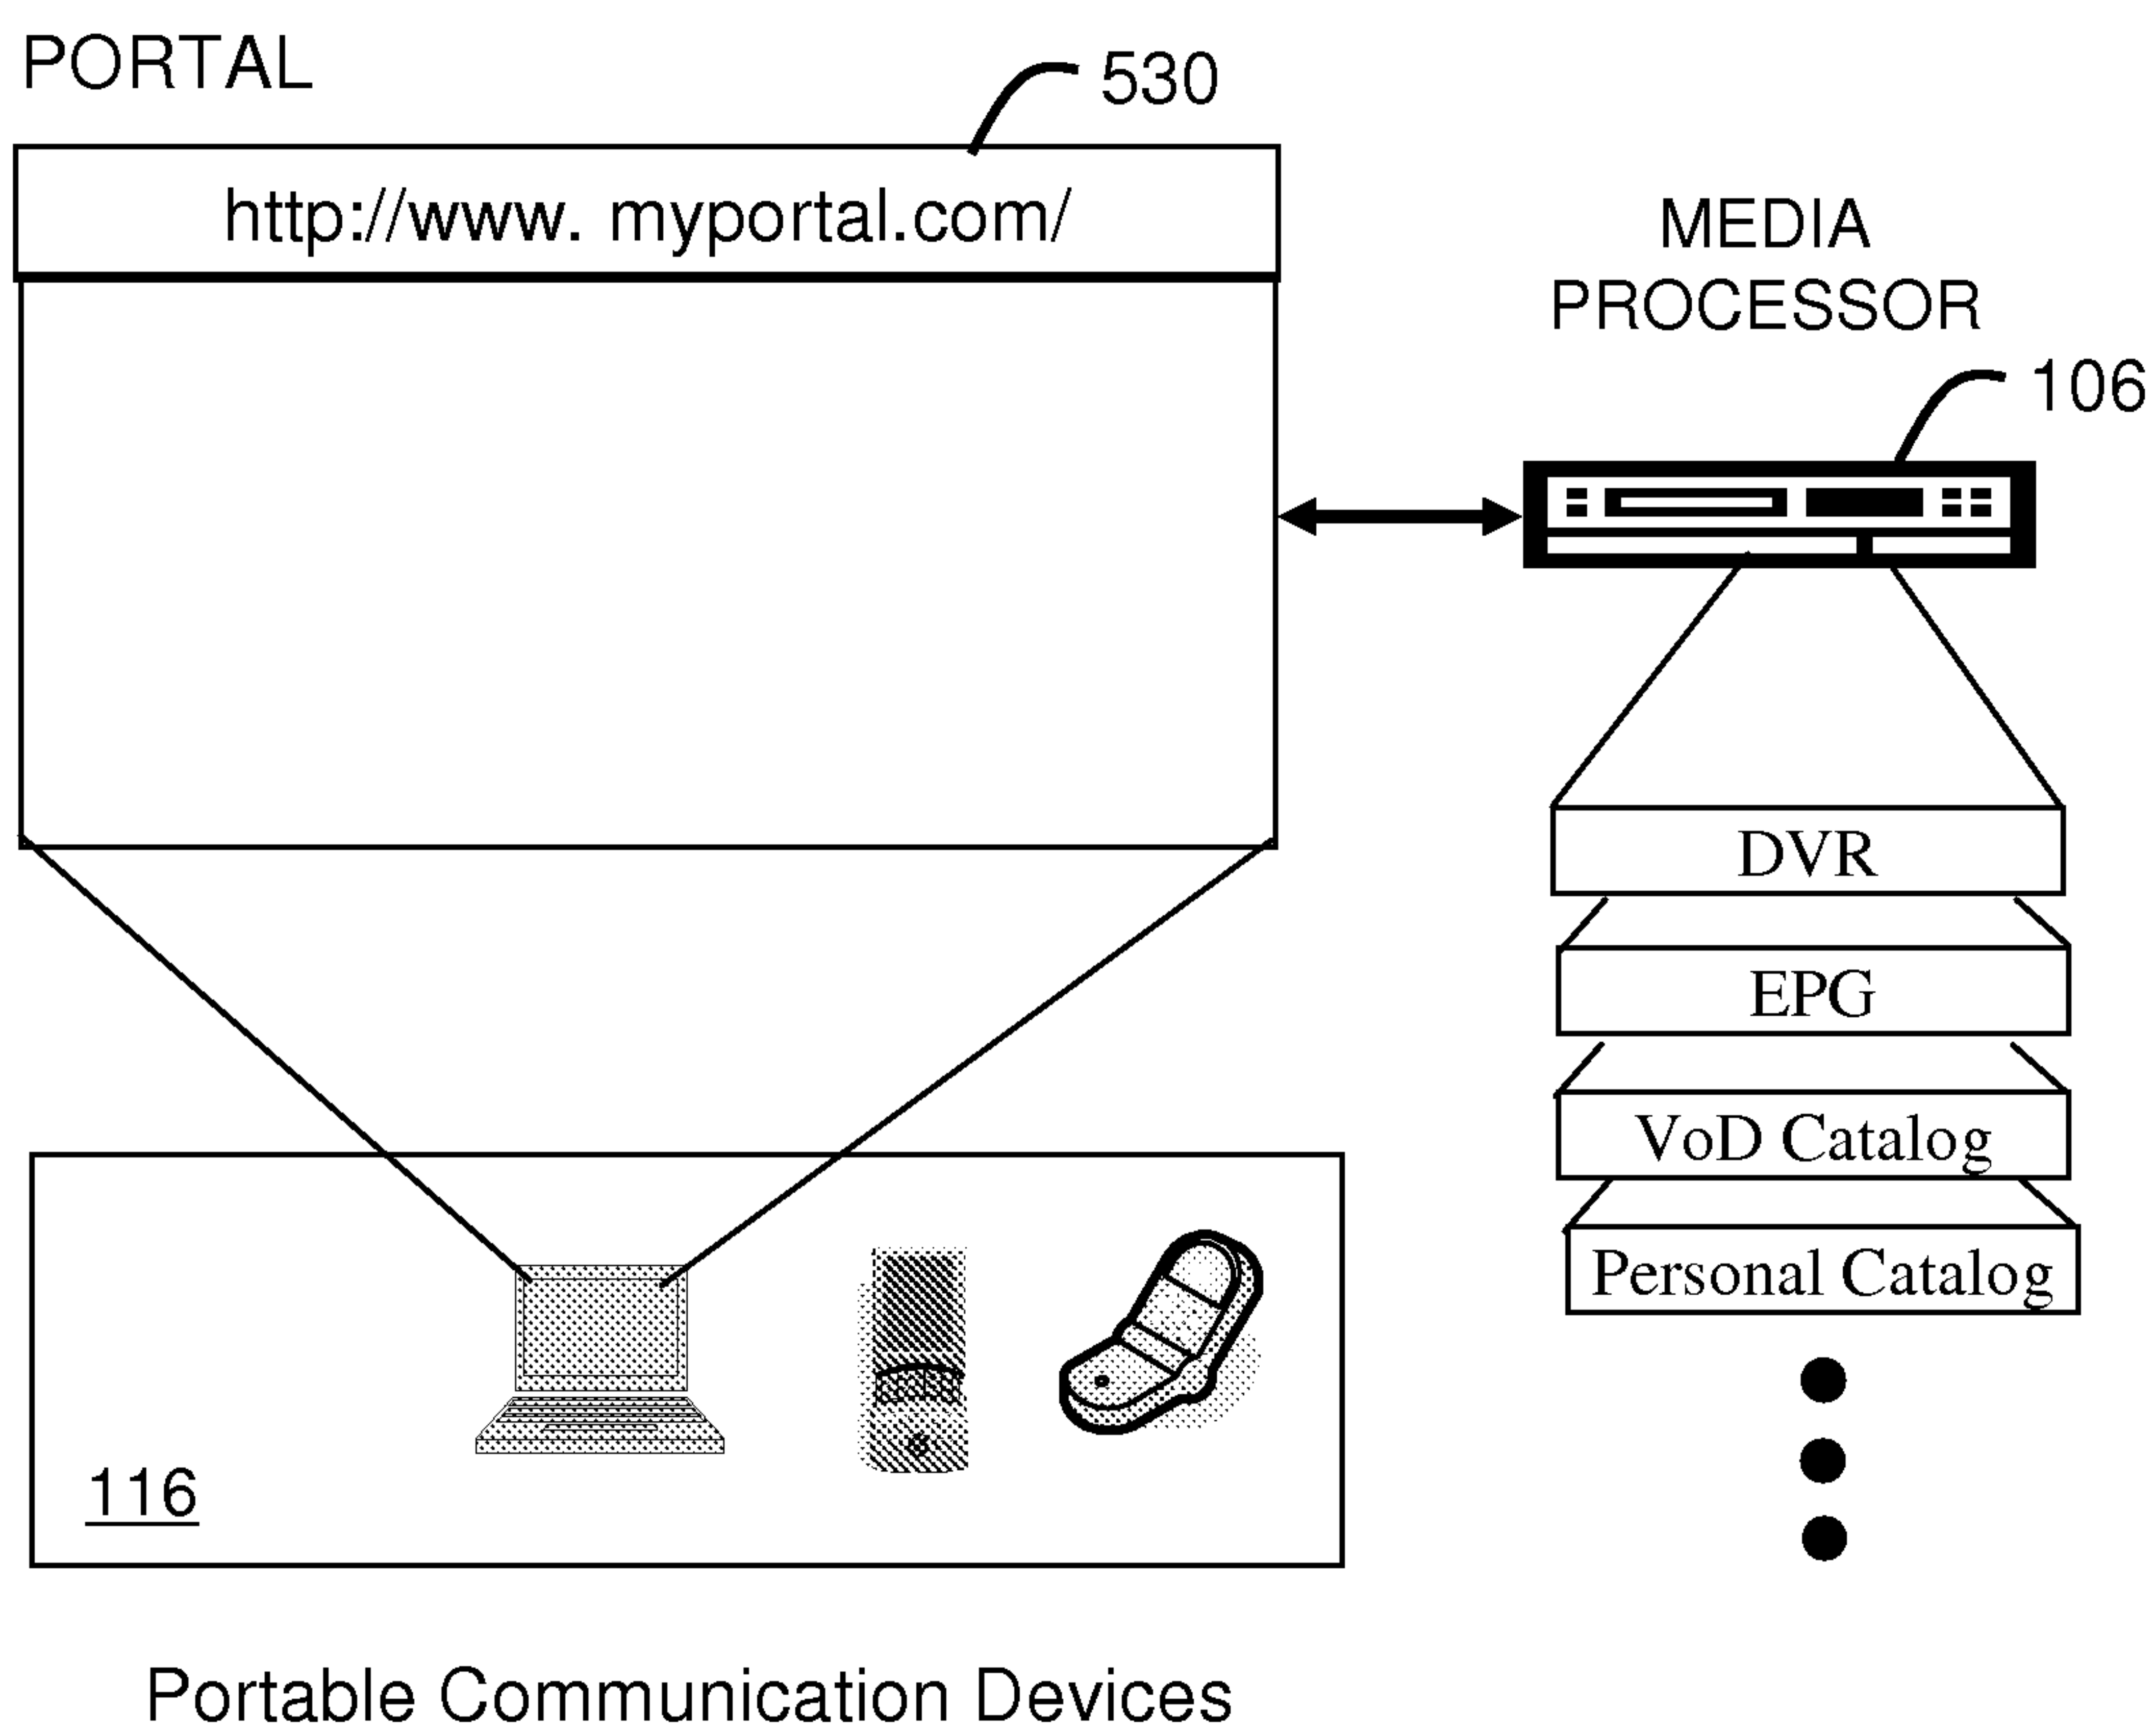 PORTAL
530
http://www. myportal.com/
MEDIA
PROCESSOR
106
DVR
EPG
VoD Catalog
Personal Catalog
116
Portable Communication Devices